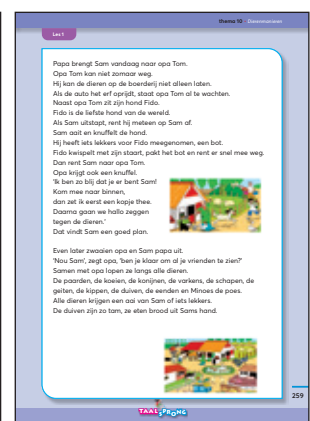 thema 10 Dierenmanieren
Les 1
Papa brengt Sam vandaag naar opa Tom.
Opa Tom kan niet zomaar weg.
Hij kan de dieren op de boerderij niet alleen laten.
Als de auto het erf oprijdt, staat opa Tom al te wachten.
Naast opa Tom zit zijn hond Fido.
Fido is de liefste hond van de wereld.
Als Sam uitstapt, rent hij meteen op Sam af.
Sam aait en knuffelt de hond.
Hij heeft iets lekkers voor Fido meegenomen, een bot.
Fido kwispelt met zijn staart, pakt het bot en rent er snel mee weg.
Dan rent Sam naar opa Tom.
Opa krijgt ook een knuffel.
'Ik ben zo blij dat je er bent Sam!
Kom mee naar binnen,
dan zet ik eerst een kopje thee.
Daarna gaan we hallo zeggen
tegen de dieren.'
Dat vindt Sam een goed plan.
Even later zwaaien opa en Sam papa uit.
'Nou Sam', zegt opa, 'ben je klaar om al je vrienden te zien?'
Samen met opa lopen ze langs alle dieren.
De paarden, de koeien, de konijnen, de varkens, de schapen, de
geiten, de kippen, de duiven, de eenden en Minoes de poes.
Alle dieren krijgen een aai van Sam of iets lekkers.
De duiven zijn zo tam, ze eten brood uit Sams hand.
259
TAALSPRONG